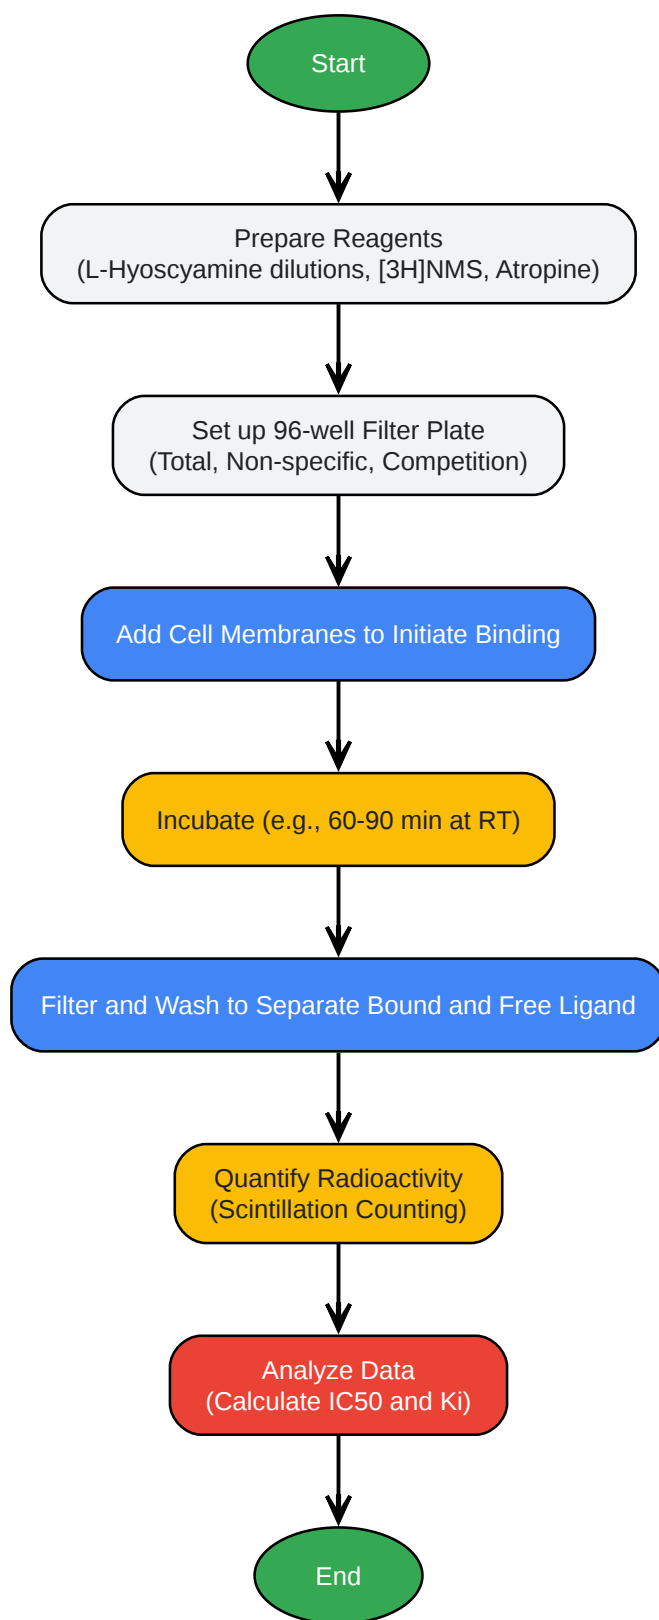 Start
Prepare Reagents
(L-Hyoscyamine dilutions, [3H]NMS, Atropine)
Set up 96-well Filter Plate
(Total, Non-specific, Competition)
Add Cell Membranes to Initiate Binding
Incubate (e.g., 60-90 min at RT)
Filter and Wash to Separate Bound and Free Ligand
Quantify Radioactivity
(Scintillation Counting)
Analyze Data
(Calculate IC50 and Ki)
End